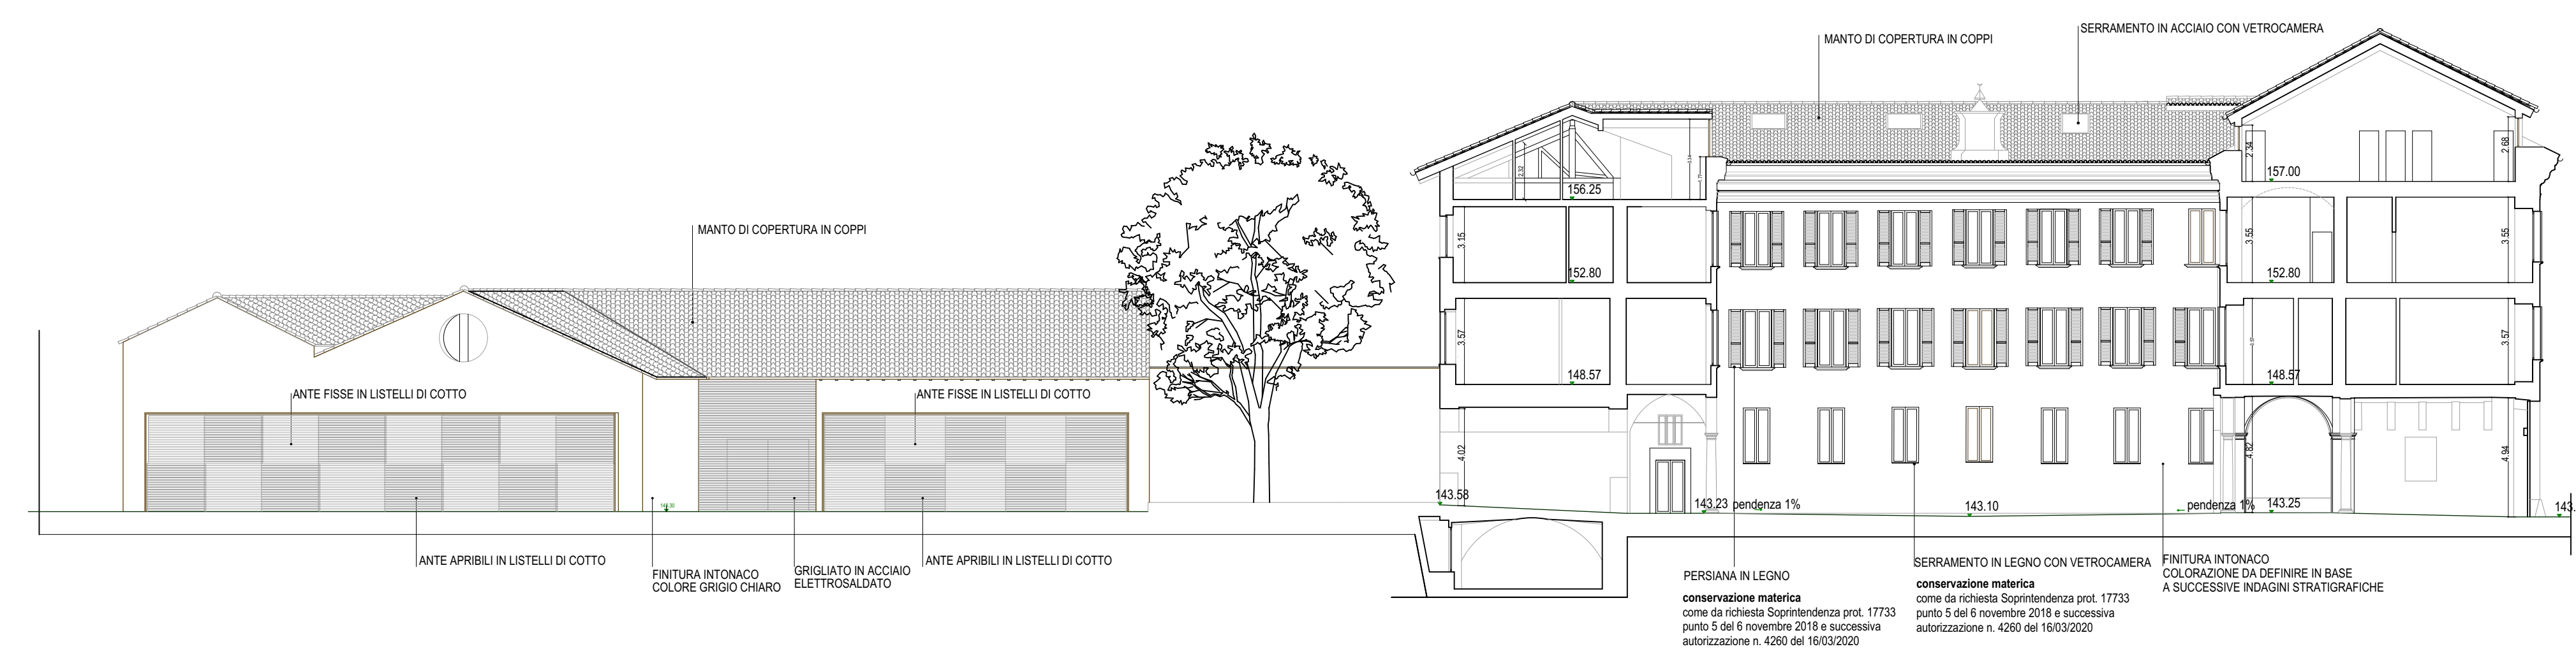 SERRAMENTO IN ACCIAIO CON VETROCAMERA
MANTO DI COPERTURA IN COPPI
2.34
2.68
2.32
157.00
156.25
MANTO DI COPERTURA IN COPPI
3.15
3.55
3.55
152.80
152.80
3.57
3.57
148.57
148.57
ANTE FISSE IN LISTELLI DI COTTO
ANTE FISSE IN LISTELLI DI COTTO
4.02
4.82
4.94
143.58
143.23
pendenza 1%
143.10
pendenza 1%
143.25
143.
ANTE APRIBILI IN LISTELLI DI COTTO
FINITURA INTONACO
COLORE GRIGIO CHIARO
GRIGLIATO IN ACCIAIO
ELETTROSALDATO
ANTE APRIBILI IN LISTELLI DI COTTO
PERSIANA IN LEGNO
conservazione materica
come da richiesta Soprintendenza prot. 17733
punto 5 del 6 novembre 2018 e successiva
autorizzazione n. 4260 del 16/03/2020
SERRAMENTO IN LEGNO CON VETROCAMERA
conservazione materica
come da richiesta Soprintendenza prot. 17733
punto 5 del 6 novembre 2018 e successiva
autorizzazione n. 4260 del 16/03/2020
FINITURA INTONACO
COLORAZIONE DA DEFINIRE IN BASE
A SUCCESSIVE INDAGINI STRATIGRAFICHE